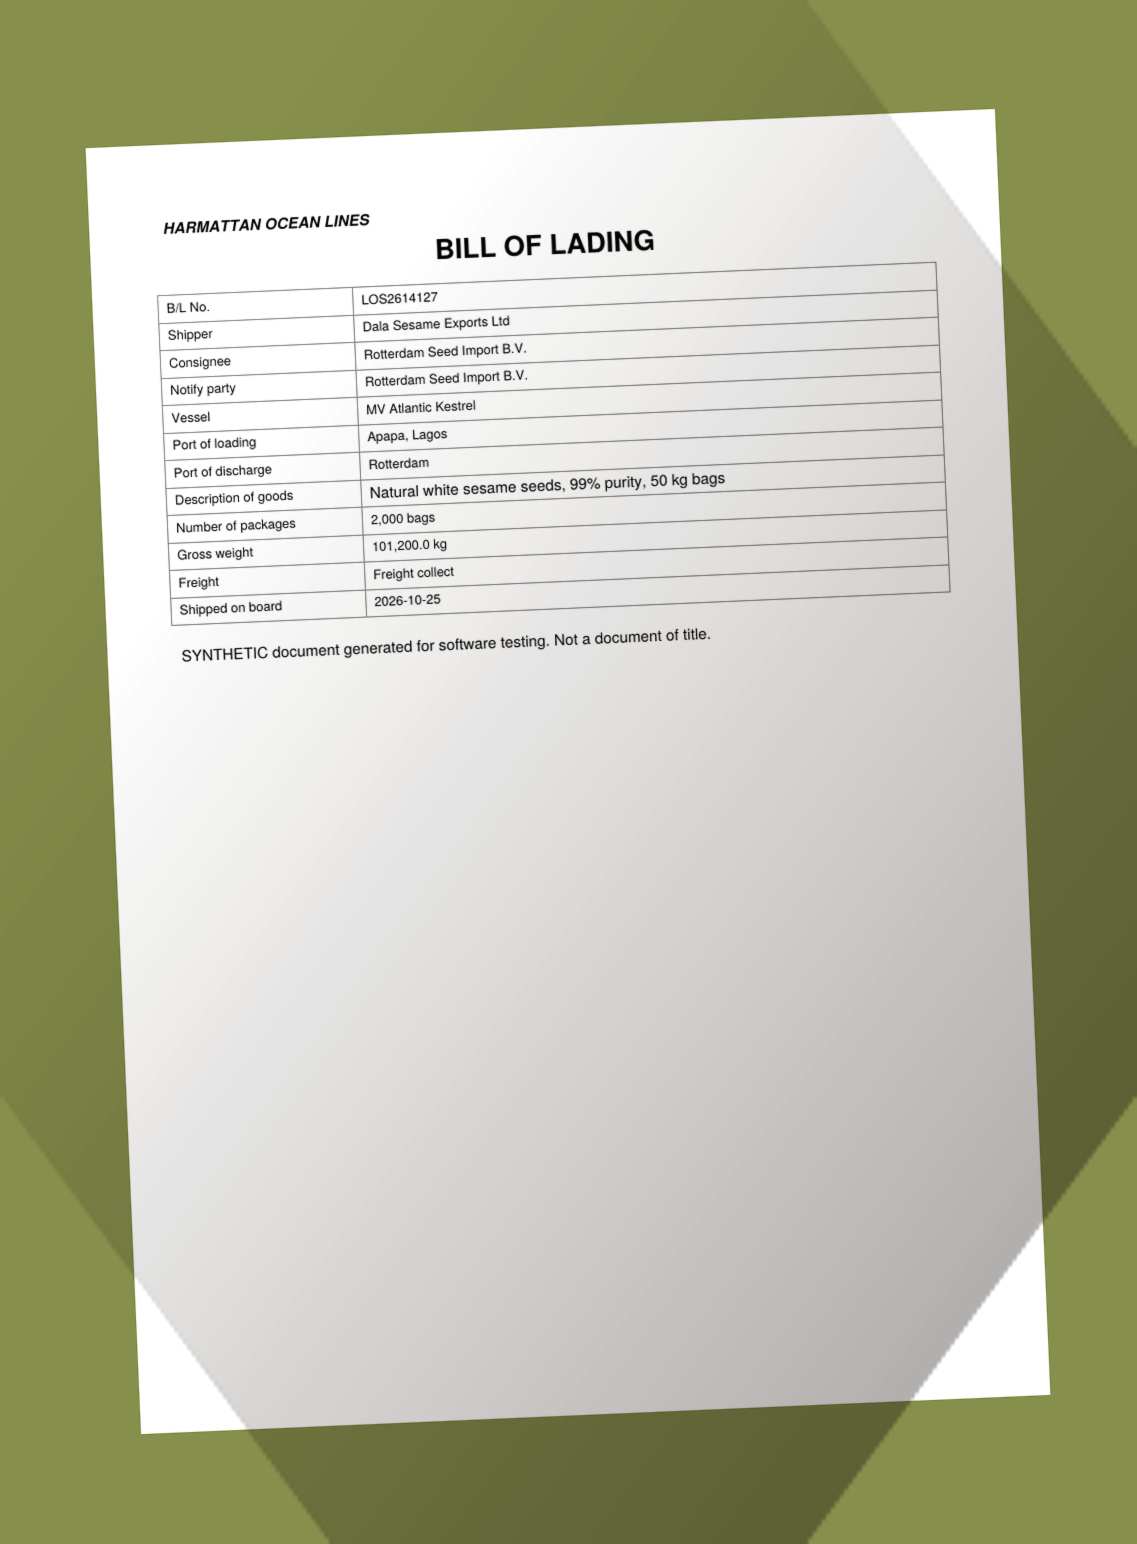 HARMATTAN OCEAN LINES
BILL OF LADING
B/L No. LOS2614127
Shipper Dala Sesame Exports Ltd
Consignee Rotterdam Seed Import B.V.
Notify party Rotterdam Seed Import B.V.
Vessel MV Atlantic Kestrel
Port of loading Apapa, Lagos
Port of discharge Rotterdam
Description of goods Natural white sesame seeds, 99% purity, 50 kg bags
Number of packages 2,000 bags
Gross weight 101,200.0 kg
Freight Freight collect
Shipped on board 2026-10-25
SYNTHETIC document generated for software testing. Not a document of title.